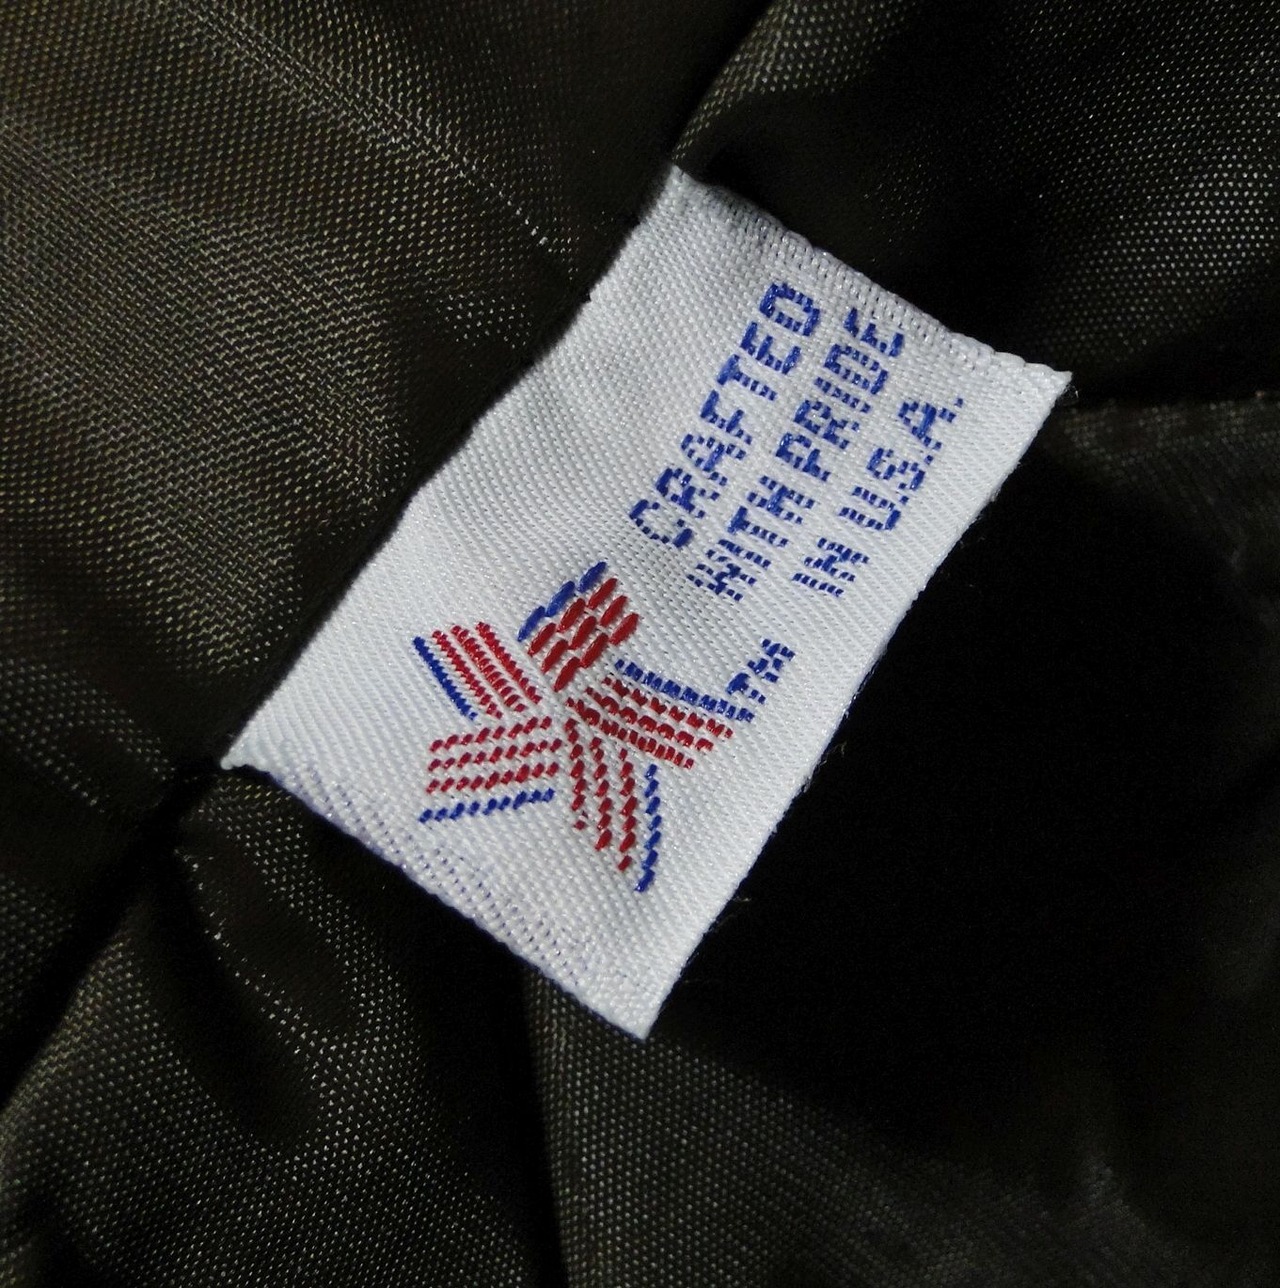 CRAFTED
WITH PRIDE
IN U.S.A.
TM